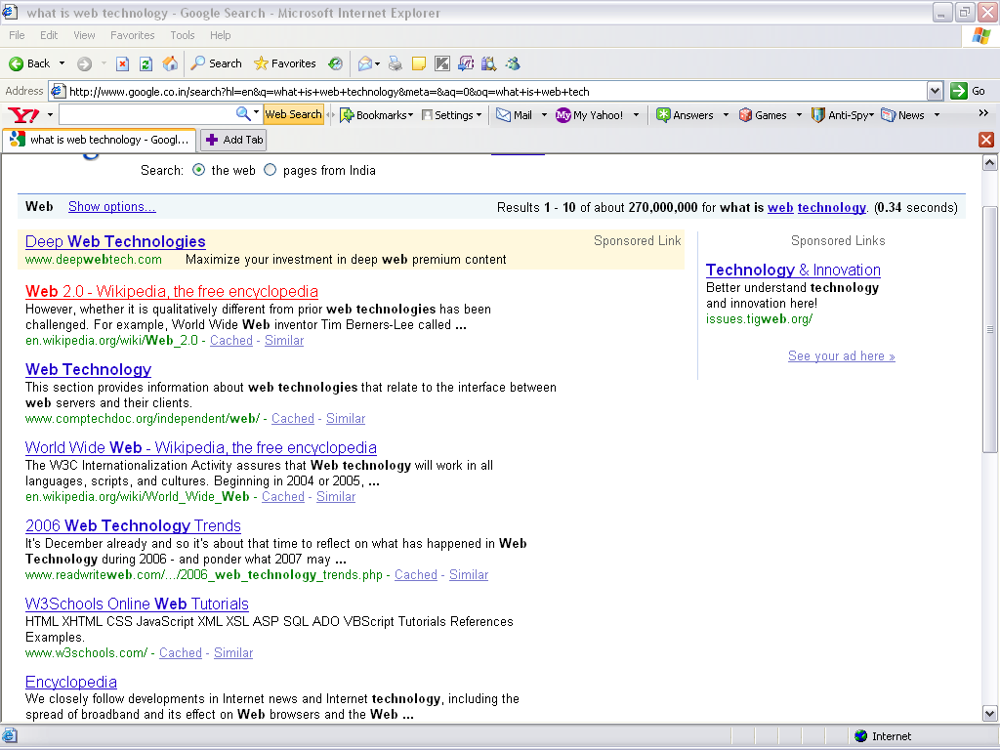 what is web technology - Google Search - Microsoft Internet Explorer
File Edit View Favorites Tools Help
Back Search Favorites
Address http://www.google.co.in/search?hl=en&q=what+is+web+technology&meta=&aq=0&oq=what+is+web+tech Go
Y! Web Search Bookmarks Settings Mail My My Yahoo! Answers Games Anti-Spy News »
what is web technology - Googl... Add Tab
Search: the web pages from India
Web Show options... Results 1 - 10 of about 270,000,000 for what is web technology. (0.34 seconds)
Deep Web Technologies Sponsored Link
www.deepwebtech.com Maximize your investment in deep web premium content
Web 2.0 - Wikipedia, the free encyclopedia
However, whether it is qualitatively different from prior web technologies has been
challenged. For example, World Wide Web inventor Tim Berners-Lee called ...
en.wikipedia.org/wiki/Web_2.0 - Cached - Similar
Web Technology
This section provides information about web technologies that relate to the interface between
web servers and their clients.
www.comptechdoc.org/independent/web/ - Cached - Similar
World Wide Web - Wikipedia, the free encyclopedia
The W3C Internationalization Activity assures that Web technology will work in all
languages, scripts, and cultures. Beginning in 2004 or 2005, ...
en.wikipedia.org/wiki/World_Wide_Web - Cached - Similar
2006 Web Technology Trends
It's December already and so it's about that time to reflect on what has happened in Web
Technology during 2006 - and ponder what 2007 may ...
www.readwriteweb.com/.../2006_web_technology_trends.php - Cached - Similar
W3Schools Online Web Tutorials
HTML XHTML CSS JavaScript XML XSL ASP SQL ADO VBScript Tutorials References
Examples.
www.w3schools.com/ - Cached - Similar
Encyclopedia
We closely follow developments in Internet news and Internet technology, including the
spread of broadband and its effect on Web browsers and the Web ...
Sponsored Links
Technology & Innovation
Better understand technology
and innovation here!
issues.tigweb.org/
See your ad here »
Internet